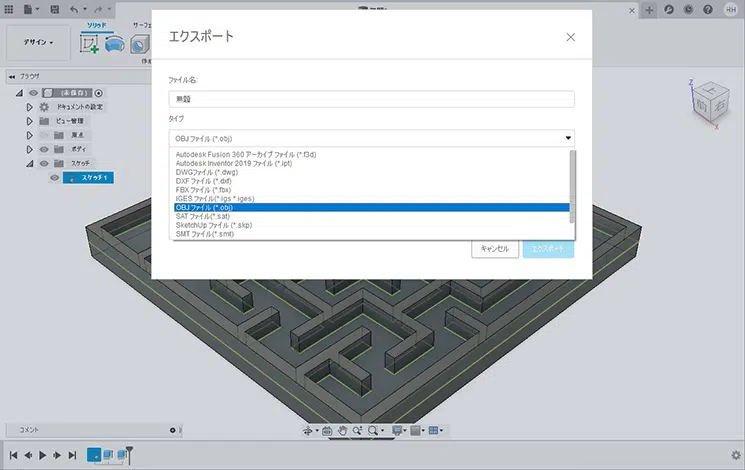 HH
ソリッド
サーフェ
デザイン
作成
ブラウザ
(未保存)
ドキュメントの設定
ビュー管理
原点
ボディ
スケッチ
スケッチ1
エクスポート
ファイル名:
無題
タイプ
OBJ ファイル (*.obj)
Autodesk Fusion 360 アーカイブ ファイル (*.f3d)
Autodesk Inventor 2019 ファイル (*.ipt)
DWGファイル (*.dwg)
DXF ファイル (*.dxf)
FBX ファイル (*.fbx)
IGES ファイル (*.igs *.iges)
OBJ ファイル (*.obj)
SAT ファイル(*.sat)
SketchUp ファイル (*.skp)
SMT ファイル(*.smt)
キャンセル
エクスポート
Z
上
前
右
X
コメント